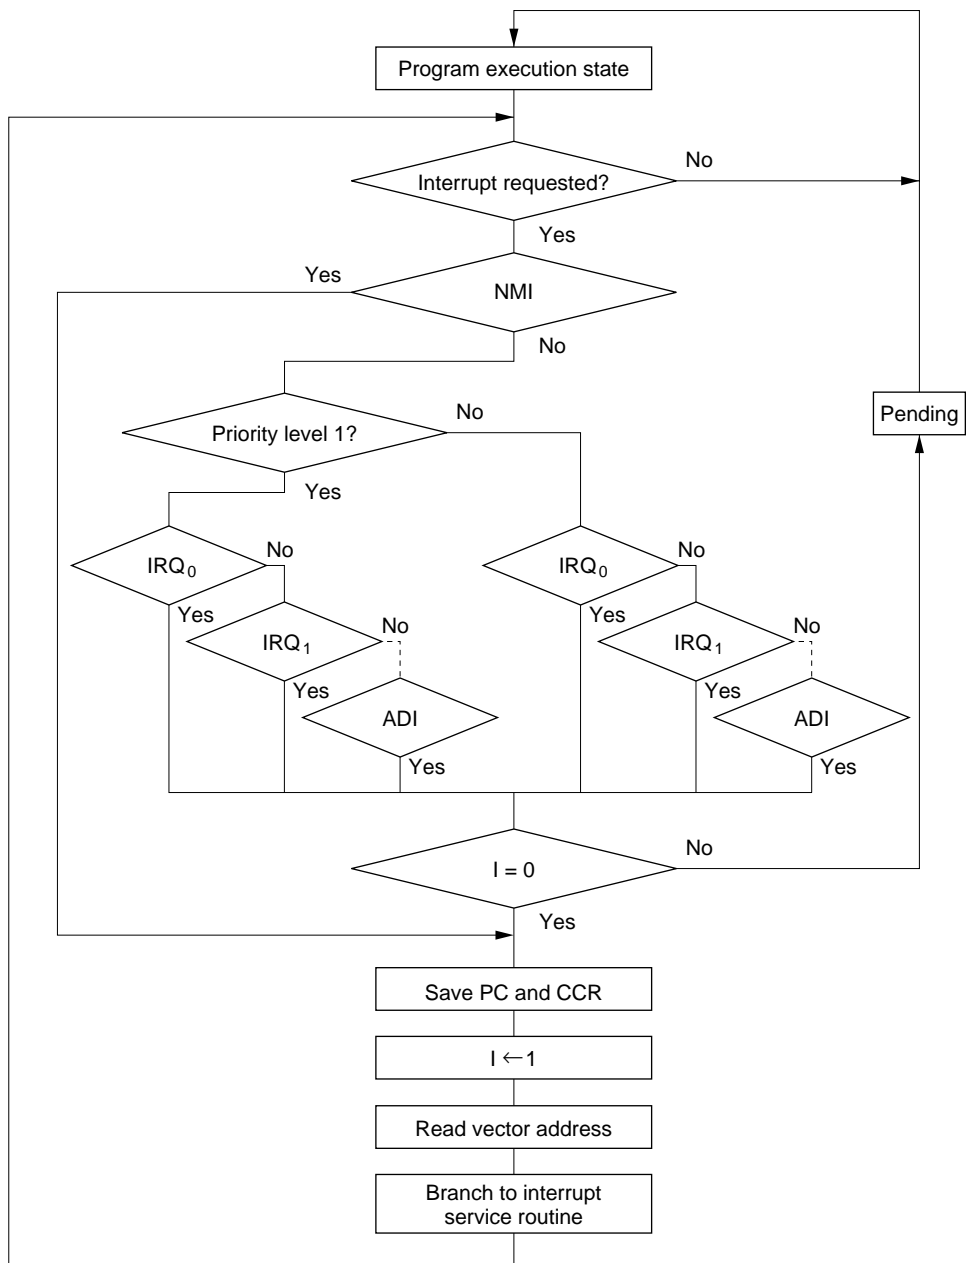 Program execution state
No
Interrupt requested?
Yes
Yes
NMI
No
Pending
No
Priority level 1?
Yes
No
IRQ0
Yes
No
IRQ1
Yes
ADI
Yes
No
IRQ0
Yes
No
IRQ1
Yes
ADI
Yes
No
I = 0
Yes
Save PC and CCR
I ←1
Read vector address
Branch to interrupt
service routine